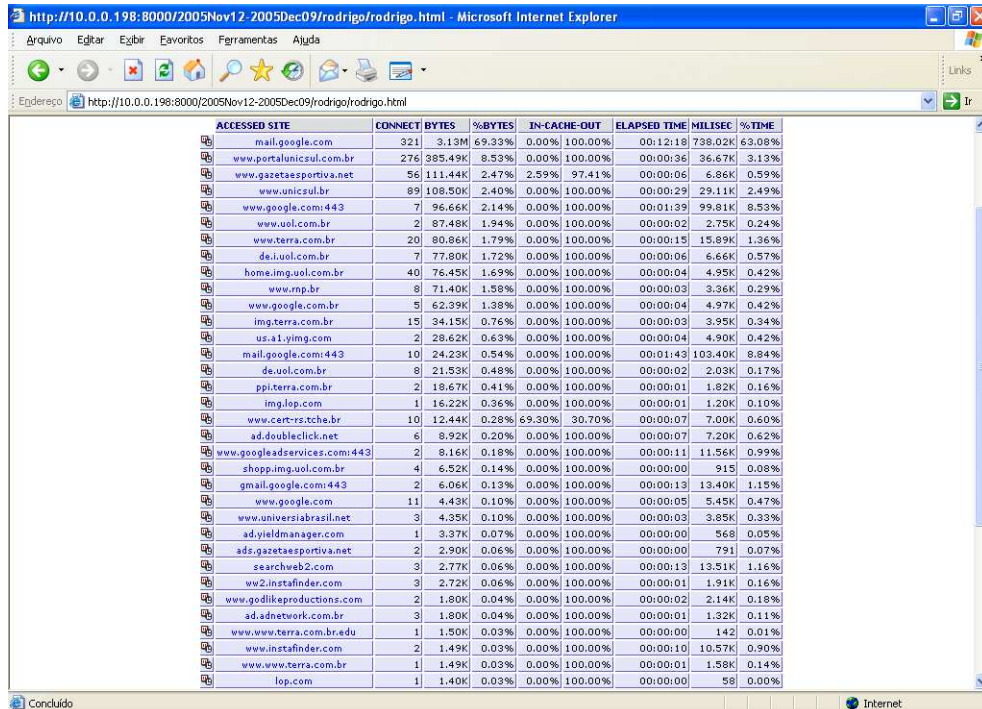 http://10.0.0.198:8000/2005Nov12-2005Dec09/rodrigo/rodrigo.html - Microsoft Internet Explorer
Arquivo Editar Exibir Favoritos Ferramentas Ajuda
Links
Endereço http://10.0.0.198:8000/2005Nov12-2005Dec09/rodrigo/rodrigo.html Ir
ACCESSED SITE CONNECT BYTES %BYTES IN-CACHE-OUT ELAPSED TIME MILISEC %TIME
mail.google.com 321 3.13M 69.33% 0.00% 100.00% 00:12:18 738.02K 63.08%
www.portalunicsul.com.br 276 385.49K 8.53% 0.00% 100.00% 00:00:36 36.67K 3.13%
www.gazetaesportiva.net 56 111.44K 2.47% 2.59% 97.41% 00:00:06 6.86K 0.59%
www.unicsul.br 89 108.50K 2.40% 0.00% 100.00% 00:00:29 29.11K 2.49%
www.google.com:443 7 96.66K 2.14% 0.00% 100.00% 00:01:39 99.81K 8.53%
www.uol.com.br 2 87.48K 1.94% 0.00% 100.00% 00:00:02 2.75K 0.24%
www.terra.com.br 20 80.86K 1.79% 0.00% 100.00% 00:00:15 15.89K 1.36%
de.i.uol.com.br 7 77.80K 1.72% 0.00% 100.00% 00:00:06 6.66K 0.57%
home.img.uol.com.br 40 76.45K 1.69% 0.00% 100.00% 00:00:04 4.95K 0.42%
www.rnp.br 8 71.40K 1.58% 0.00% 100.00% 00:00:03 3.36K 0.29%
www.google.com.br 5 62.39K 1.38% 0.00% 100.00% 00:00:04 4.97K 0.42%
img.terra.com.br 15 34.15K 0.76% 0.00% 100.00% 00:00:03 3.95K 0.34%
us.a1.yimg.com 2 28.62K 0.63% 0.00% 100.00% 00:00:04 4.90K 0.42%
mail.google.com:443 10 24.23K 0.54% 0.00% 100.00% 00:01:43 103.40K 8.84%
de.uol.com.br 8 21.53K 0.48% 0.00% 100.00% 00:00:02 2.03K 0.17%
ppi.terra.com.br 2 18.67K 0.41% 0.00% 100.00% 00:00:01 1.82K 0.16%
img.lop.com 1 16.22K 0.36% 0.00% 100.00% 00:00:01 1.20K 0.10%
www.cert-rs.tche.br 10 12.44K 0.28% 69.30% 30.70% 00:00:07 7.00K 0.60%
ad.doubleclick.net 6 8.92K 0.20% 0.00% 100.00% 00:00:07 7.20K 0.62%
www.googleadservices.com:443 2 8.16K 0.18% 0.00% 100.00% 00:00:11 11.56K 0.99%
shopp.img.uol.com.br 4 6.52K 0.14% 0.00% 100.00% 00:00:00 915 0.08%
gmail.google.com:443 2 6.06K 0.13% 0.00% 100.00% 00:00:13 13.40K 1.15%
www.google.com 11 4.43K 0.10% 0.00% 100.00% 00:00:05 5.45K 0.47%
www.universiabrasil.net 3 4.35K 0.10% 0.00% 100.00% 00:00:03 3.85K 0.33%
ad.yieldmanager.com 1 3.37K 0.07% 0.00% 100.00% 00:00:00 568 0.05%
ads.gazetaesportiva.net 2 2.90K 0.06% 0.00% 100.00% 00:00:00 791 0.07%
searchweb2.com 3 2.77K 0.06% 0.00% 100.00% 00:00:13 13.51K 1.16%
ww2.instafinder.com 3 2.72K 0.06% 0.00% 100.00% 00:00:01 1.91K 0.16%
www.godlikeproductions.com 2 1.80K 0.04% 0.00% 100.00% 00:00:02 2.14K 0.18%
ad.adnetwork.com.br 3 1.80K 0.04% 0.00% 100.00% 00:00:01 1.32K 0.11%
www.www.terra.com.br.edu 1 1.50K 0.03% 0.00% 100.00% 00:00:00 142 0.01%
www.instafinder.com 2 1.49K 0.03% 0.00% 100.00% 00:00:10 10.57K 0.90%
www.www.terra.com.br 1 1.49K 0.03% 0.00% 100.00% 00:00:01 1.58K 0.14%
lop.com 1 1.40K 0.03% 0.00% 100.00% 00:00:00 58 0.00%
Concluído Internet